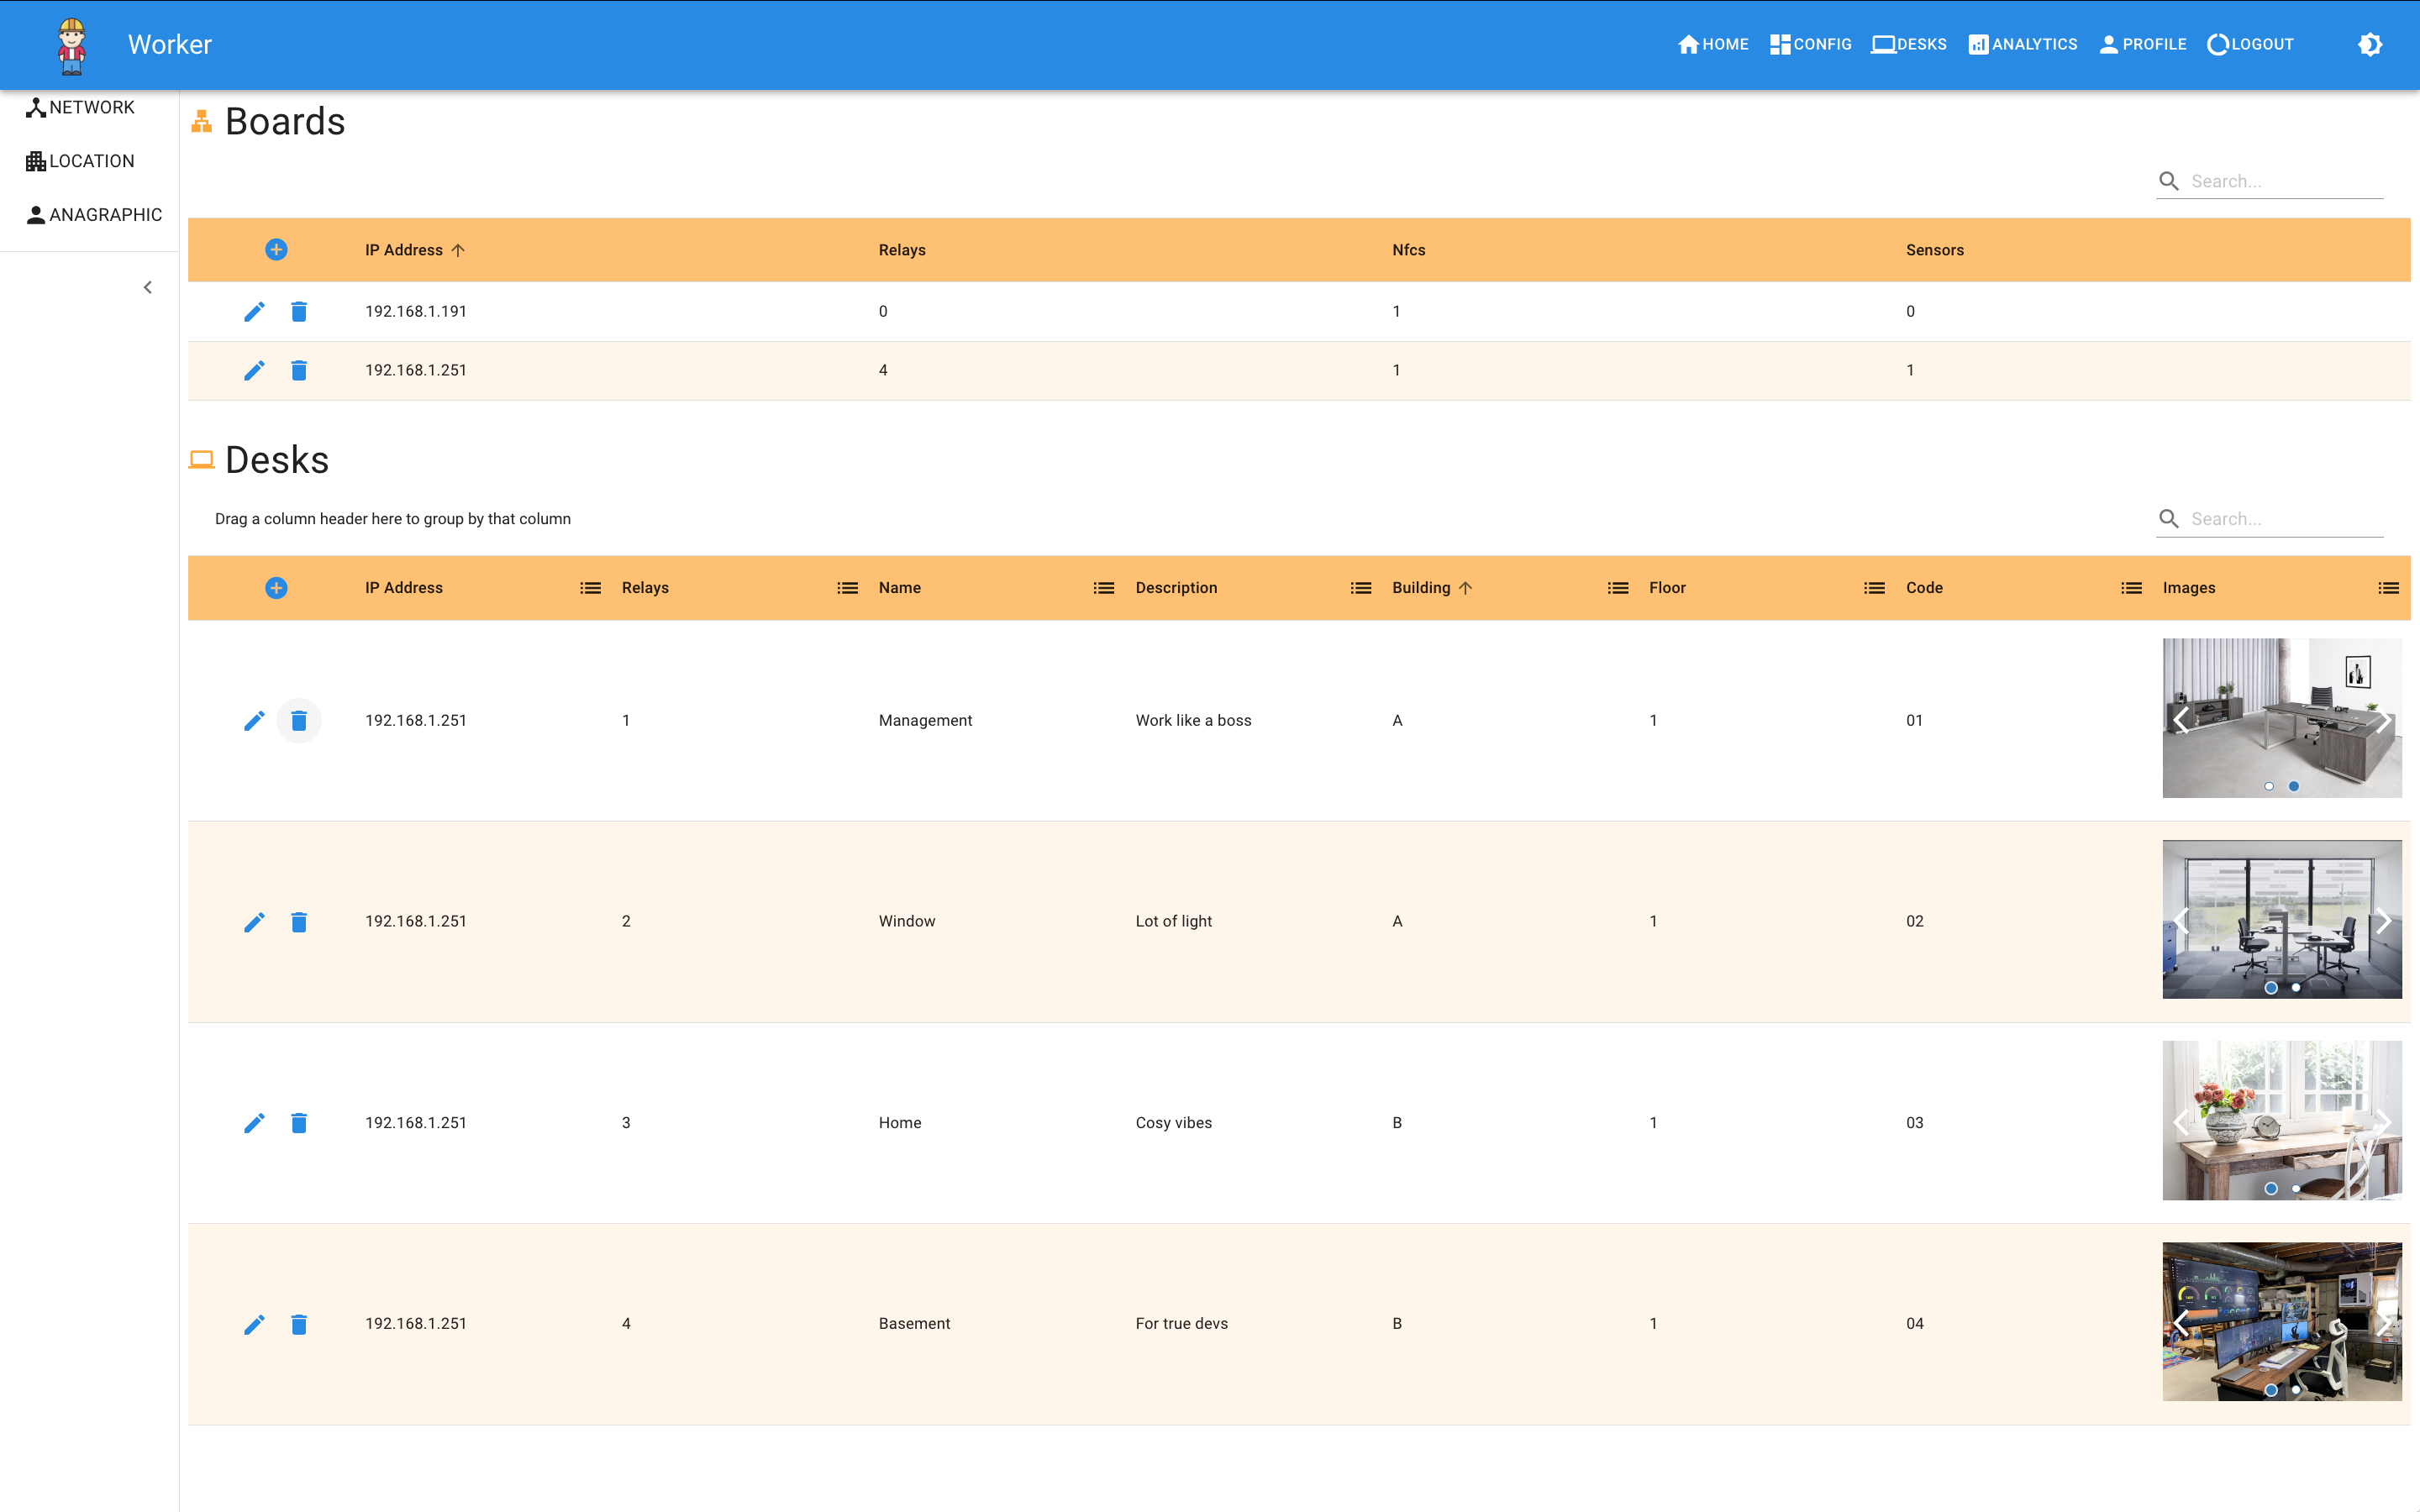 Worker
HOME CONFIG DESKS ANALYTICS PROFILE LOGOUT
NETWORK
LOCATION
ANAGRAPHIC
Boards
Search...
IP Address Relays Nfcs Sensors
192.168.1.191 0 1 0
192.168.1.251 4 1 1
Desks
Drag a column header here to group by that column
Search...
IP Address Relays Name Description Building Floor Code Images
192.168.1.251 1 Management Work like a boss A 1 01
192.168.1.251 2 Window Lot of light A 1 02
192.168.1.251 3 Home Cosy vibes B 1 03
192.168.1.251 4 Basement For true devs B 1 04